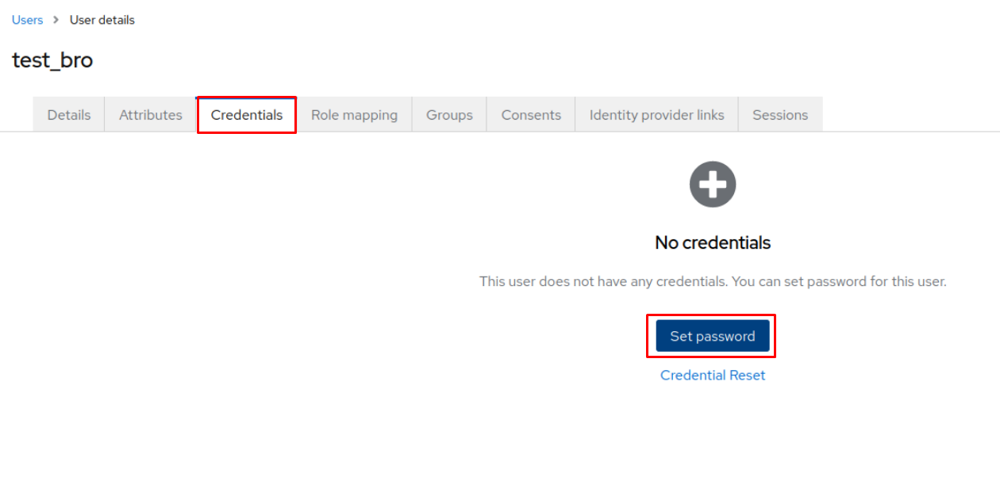 Users > User details
test_bro
Details Attributes Credentials Role mapping Groups Consents Identity provider links Sessions
No credentials
This user does not have any credentials. You can set password for this user.
Set password
Credential Reset